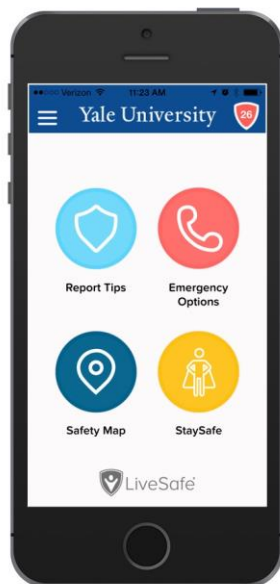 Verizon 11:23 AM
Yale University 26
Report Tips
Emergency
Options
Safety Map
StaySafe
LiveSafe